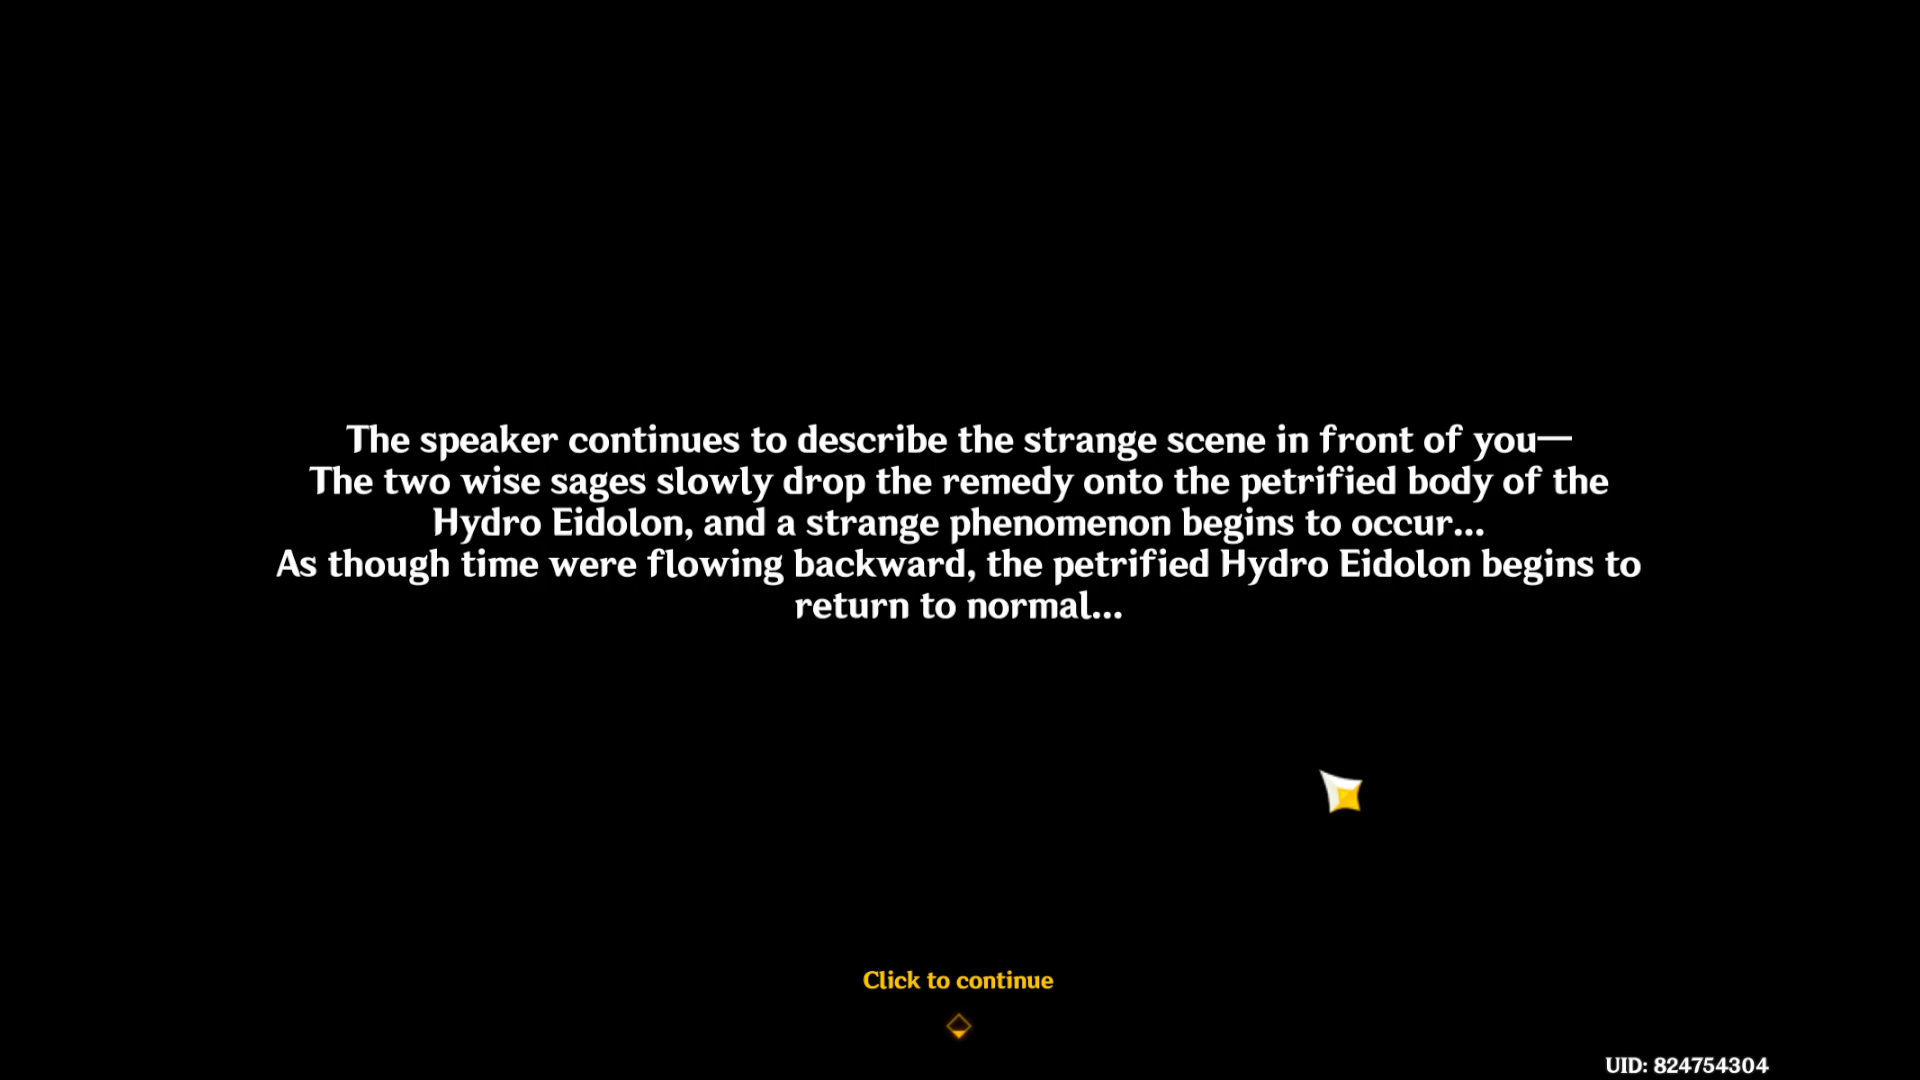 The speaker continues to describe the strange scene in front of you—
The two wise sages slowly drop the remedy onto the petrified body of the
Hydro Eidolon, and a strange phenomenon begins to occur...
As though time were flowing backward, the petrified Hydro Eidolon begins to
return to normal...
Click to continue
UID: 824754304